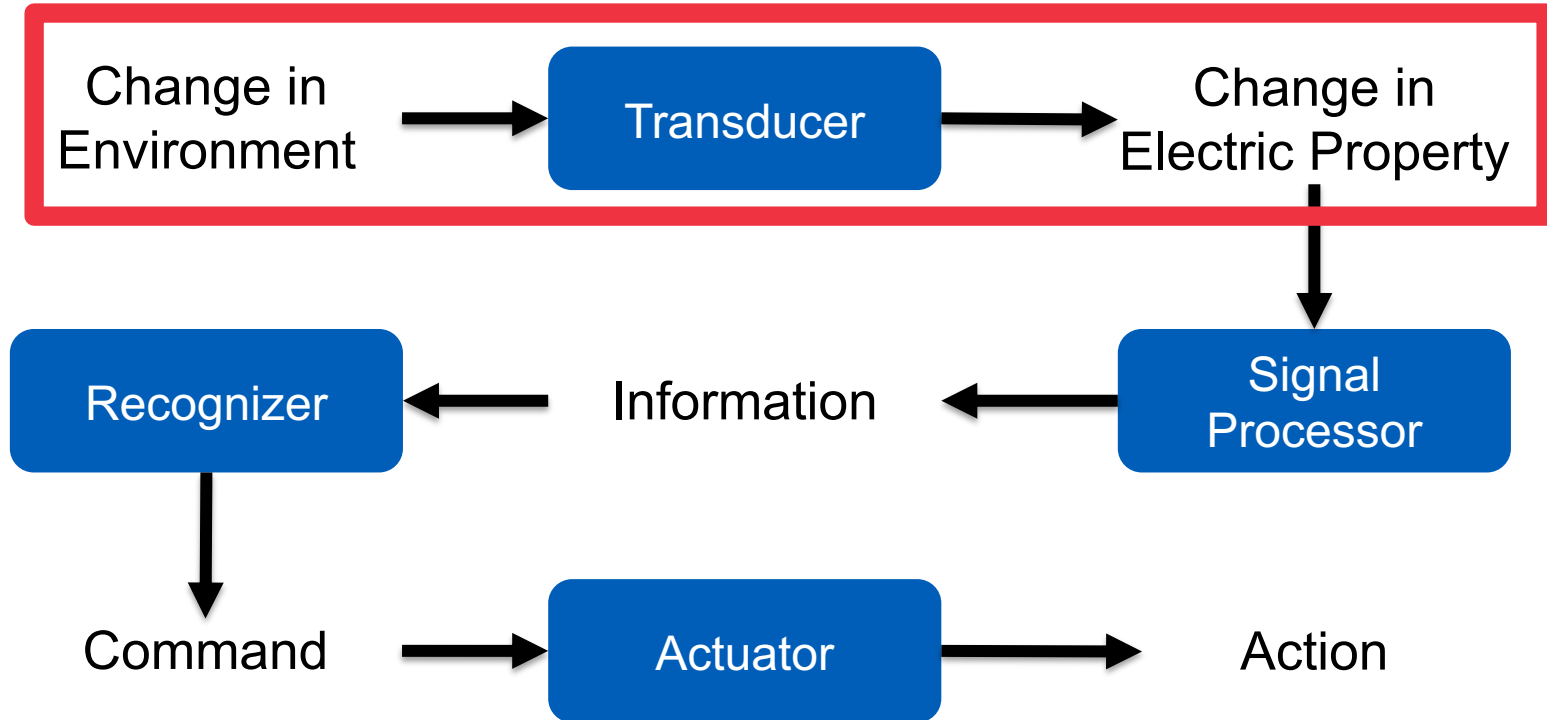 Change in
Environment
Transducer
Change in
Electric Property
Signal
Processor
Information
Recognizer
Command
Actuator
Action